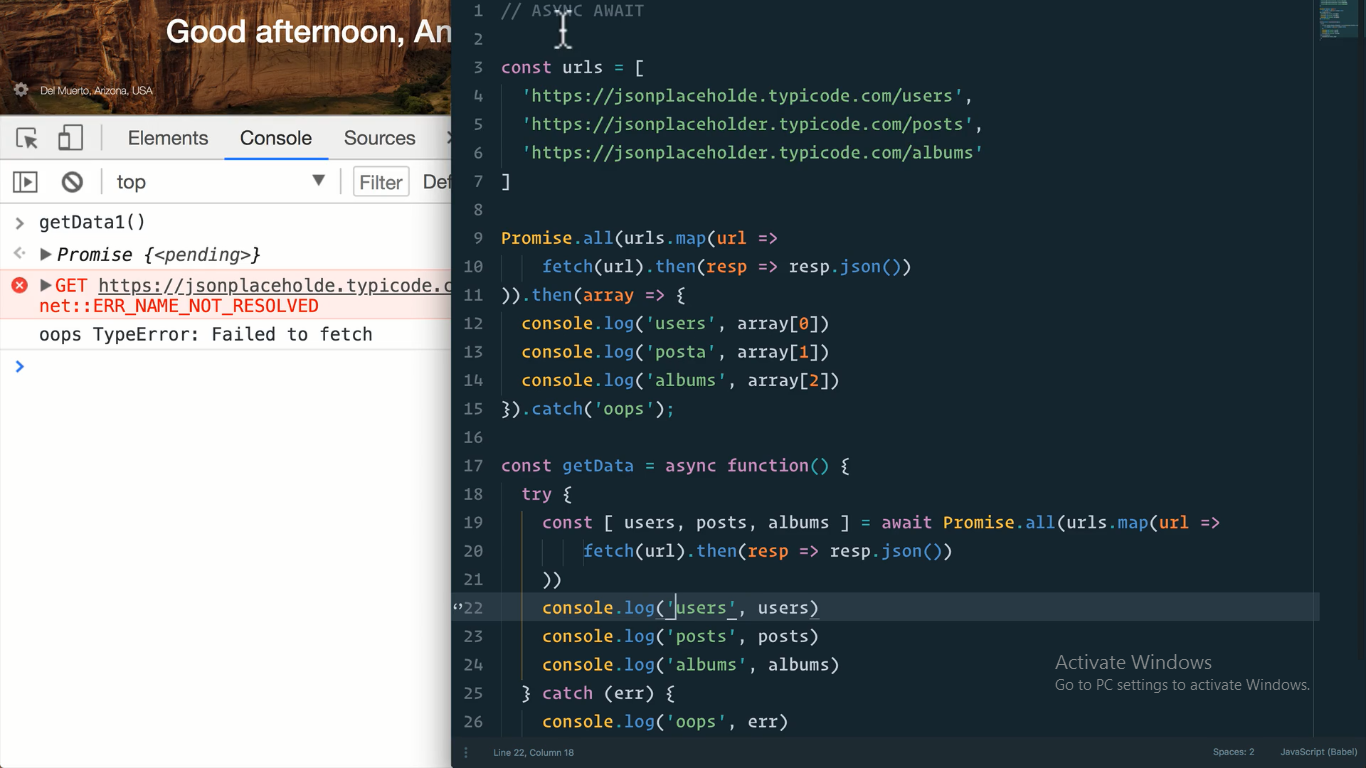 Good afternoon, An
Del Muerto, Arizona, USA
Elements Console Sources
top Filter Def
> getData1()
Promise {<pending>}
GET https://jsonplaceholde.typicode.c
net::ERR_NAME_NOT_RESOLVED
oops TypeError: Failed to fetch
>
1 // ASYNC AWAIT
2
3 const urls = [
4 'https://jsonplaceholde.typicode.com/users',
5 'https://jsonplaceholder.typicode.com/posts',
6 'https://jsonplaceholder.typicode.com/albums'
7 ]
8
9 Promise.all(urls.map(url =>
10 fetch(url).then(resp => resp.json())
11 )).then(array => {
12 console.log('users', array[0])
13 console.log('posta', array[1])
14 console.log('albums', array[2])
15 }).catch('oops');
16
17 const getData = async function() {
18 try {
19 const [ users, posts, albums ] = await Promise.all(urls.map(url =>
20 fetch(url).then(resp => resp.json())
21 ))
22 console.log('users', users)
23 console.log('posts', posts)
24 console.log('albums', albums)
25 } catch (err) {
26 console.log('oops', err)
Activate Windows
Go to PC settings to activate Windows.
Line 22, Column 18
Spaces: 2 JavaScript (Babel)